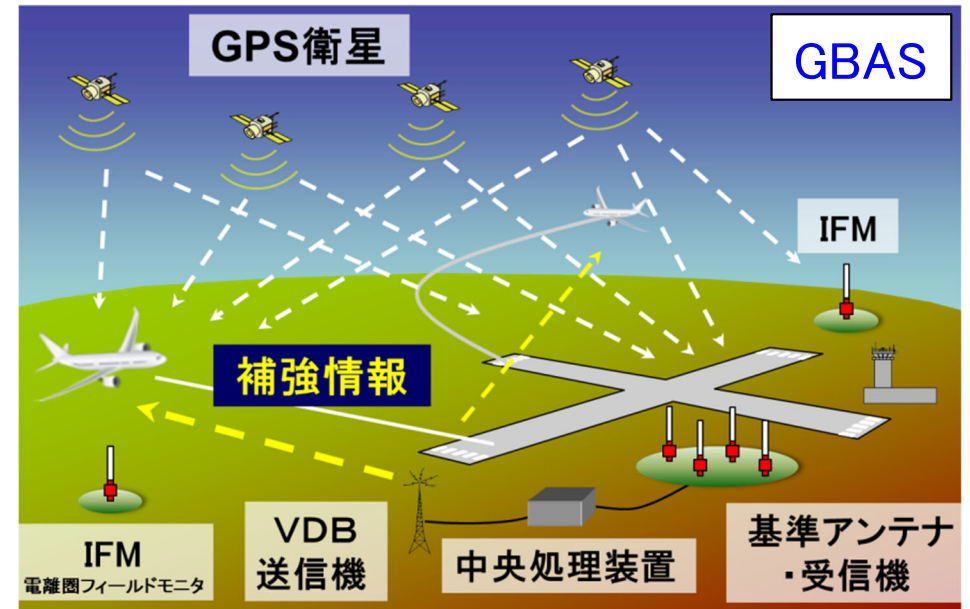 GPS衛星
GBAS
IFM
補強情報
IFM
電離圏フィールドモニタ
VDB
送信機
中央処理装置
基準アンテナ
・受信機